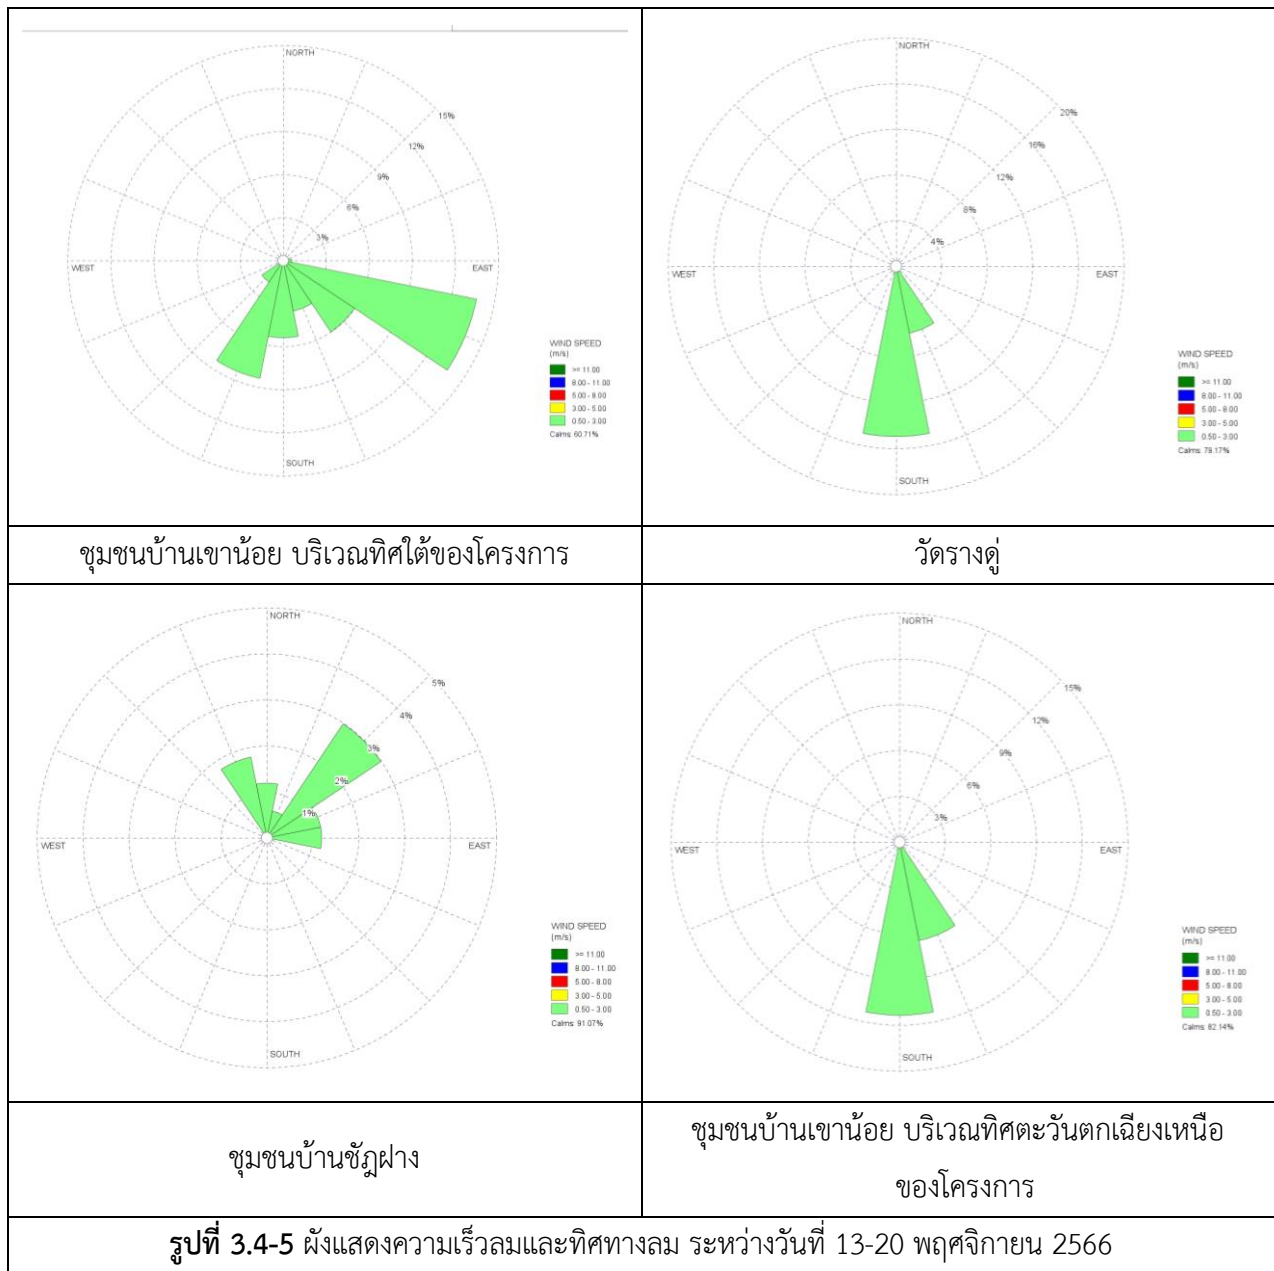 NORTH
15%
12%
9%
6%
3%
WEST
EAST
SOUTH
WIND SPEED
(m/s)
>= 11.00
8.00 - 11.00
5.00 - 8.00
3.00 - 5.00
0.50 - 3.00
Calms: 60.71%
NORTH
20%
16%
12%
8%
4%
WEST
EAST
SOUTH
WIND SPEED
(m/s)
>= 11.00
8.00 - 11.00
5.00 - 8.00
3.00 - 5.00
0.50 - 3.00
Calms: 79.17%
ชุมชนบ้านเขาน้อย บริเวณทิศใต้ของโครงการ
วัดรางดู่
NORTH
5%
4%
3%
2%
1%
WEST
EAST
SOUTH
WIND SPEED
(m/s)
>= 11.00
8.00 - 11.00
5.00 - 8.00
3.00 - 5.00
0.50 - 3.00
Calms: 91.07%
NORTH
15%
12%
9%
6%
3%
WEST
EAST
SOUTH
WIND SPEED
(m/s)
>= 11.00
8.00 - 11.00
5.00 - 8.00
3.00 - 5.00
0.50 - 3.00
Calms: 82.14%
ชุมชนบ้านชัฎฝาง
ชุมชนบ้านเขาน้อย บริเวณทิศตะวันตกเฉียงเหนือ
ของโครงการ
รูปที่ 3.4-5 ผังแสดงความเร็วลมและทิศทางลม ระหว่างวันที่ 13-20 พฤศจิกายน 2566